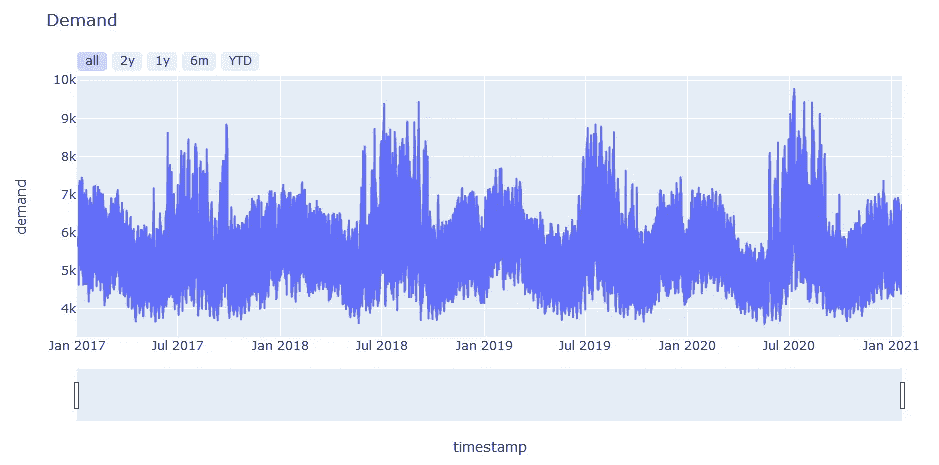 Demand
all 2y 1y 6m YTD
10k
9k
8k
7k
6k
5k
4k
demand
Jan 2017 Jul 2017 Jan 2018 Jul 2018 Jan 2019 Jul 2019 Jan 2020 Jul 2020 Jan 2021
timestamp